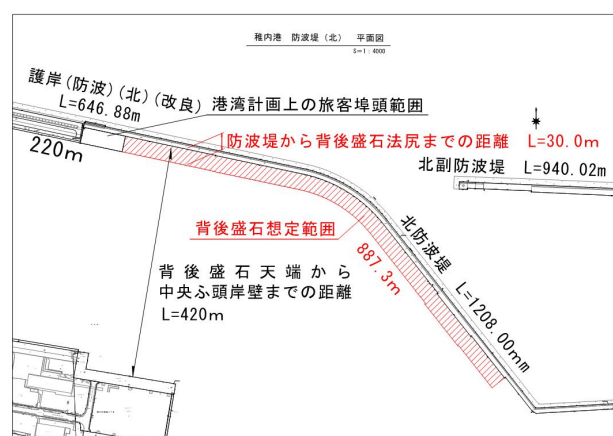 稚内港 防波堤(北) 平面図
S=1:4000
護岸(防波)(北)(改良)
L=646.88m
港湾計画上の旅客埠頭範囲
防波堤から背後盛石法尻までの距離 L=30.0m
220m
北副防波堤 L=940.02m
背後盛石想定範囲
887.3m
北防波堤 L=1208.00mm
背後盛石天端から
中央ふ頭岸壁までの距離
L=420m